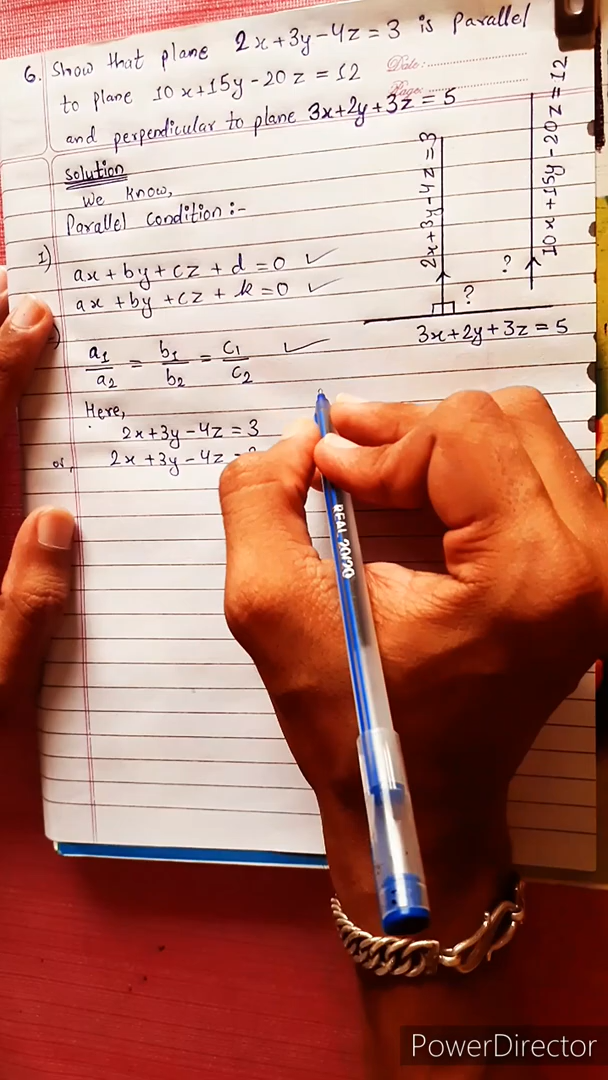 6. Show that plane 2x+3y-4z=3 is parallel
to plane 10x+15y-20z=12
and perpendicular to plane 3x+2y+3z=5
Date:
Page:
Solution
We know,
Parallel Condition:-
1) ax+by+cz+d=0 ✓
ax+by+cz+k=0 ✓
a1/a2 = b1/b2 = c1/c2 ✓
Here,
2x+3y-4z=3
or, 2x+3y-4z
2x+3y-4z=3
?
10x+15y-20z=12
?
3x+2y+3z=5
REAL 20/20
PowerDirector